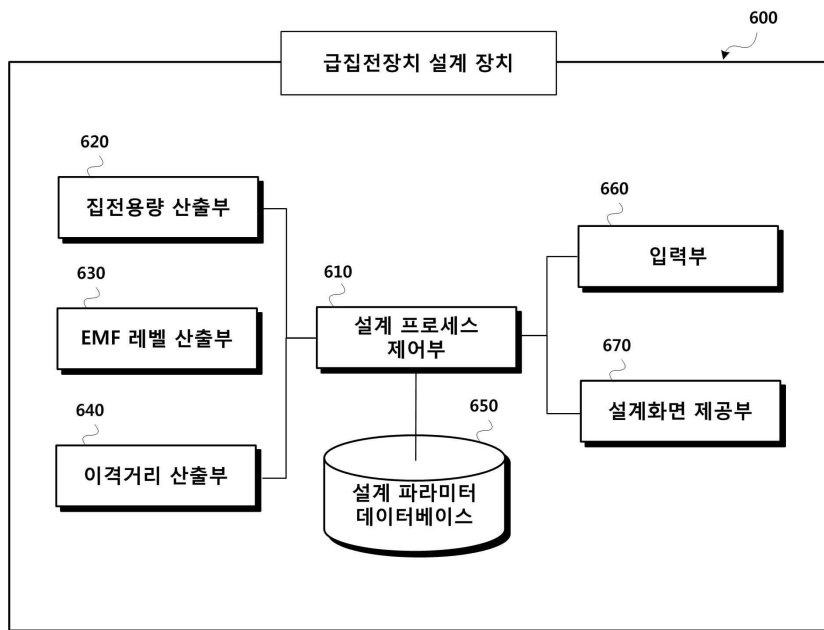 600
급집전장치 설계 장치
620
집전용량 산출부
660
입력부
630
EMF 레벨 산출부
610
설계 프로세스
제어부
670
설계화면 제공부
640
이격거리 산출부
650
설계 파라미터
데이터베이스